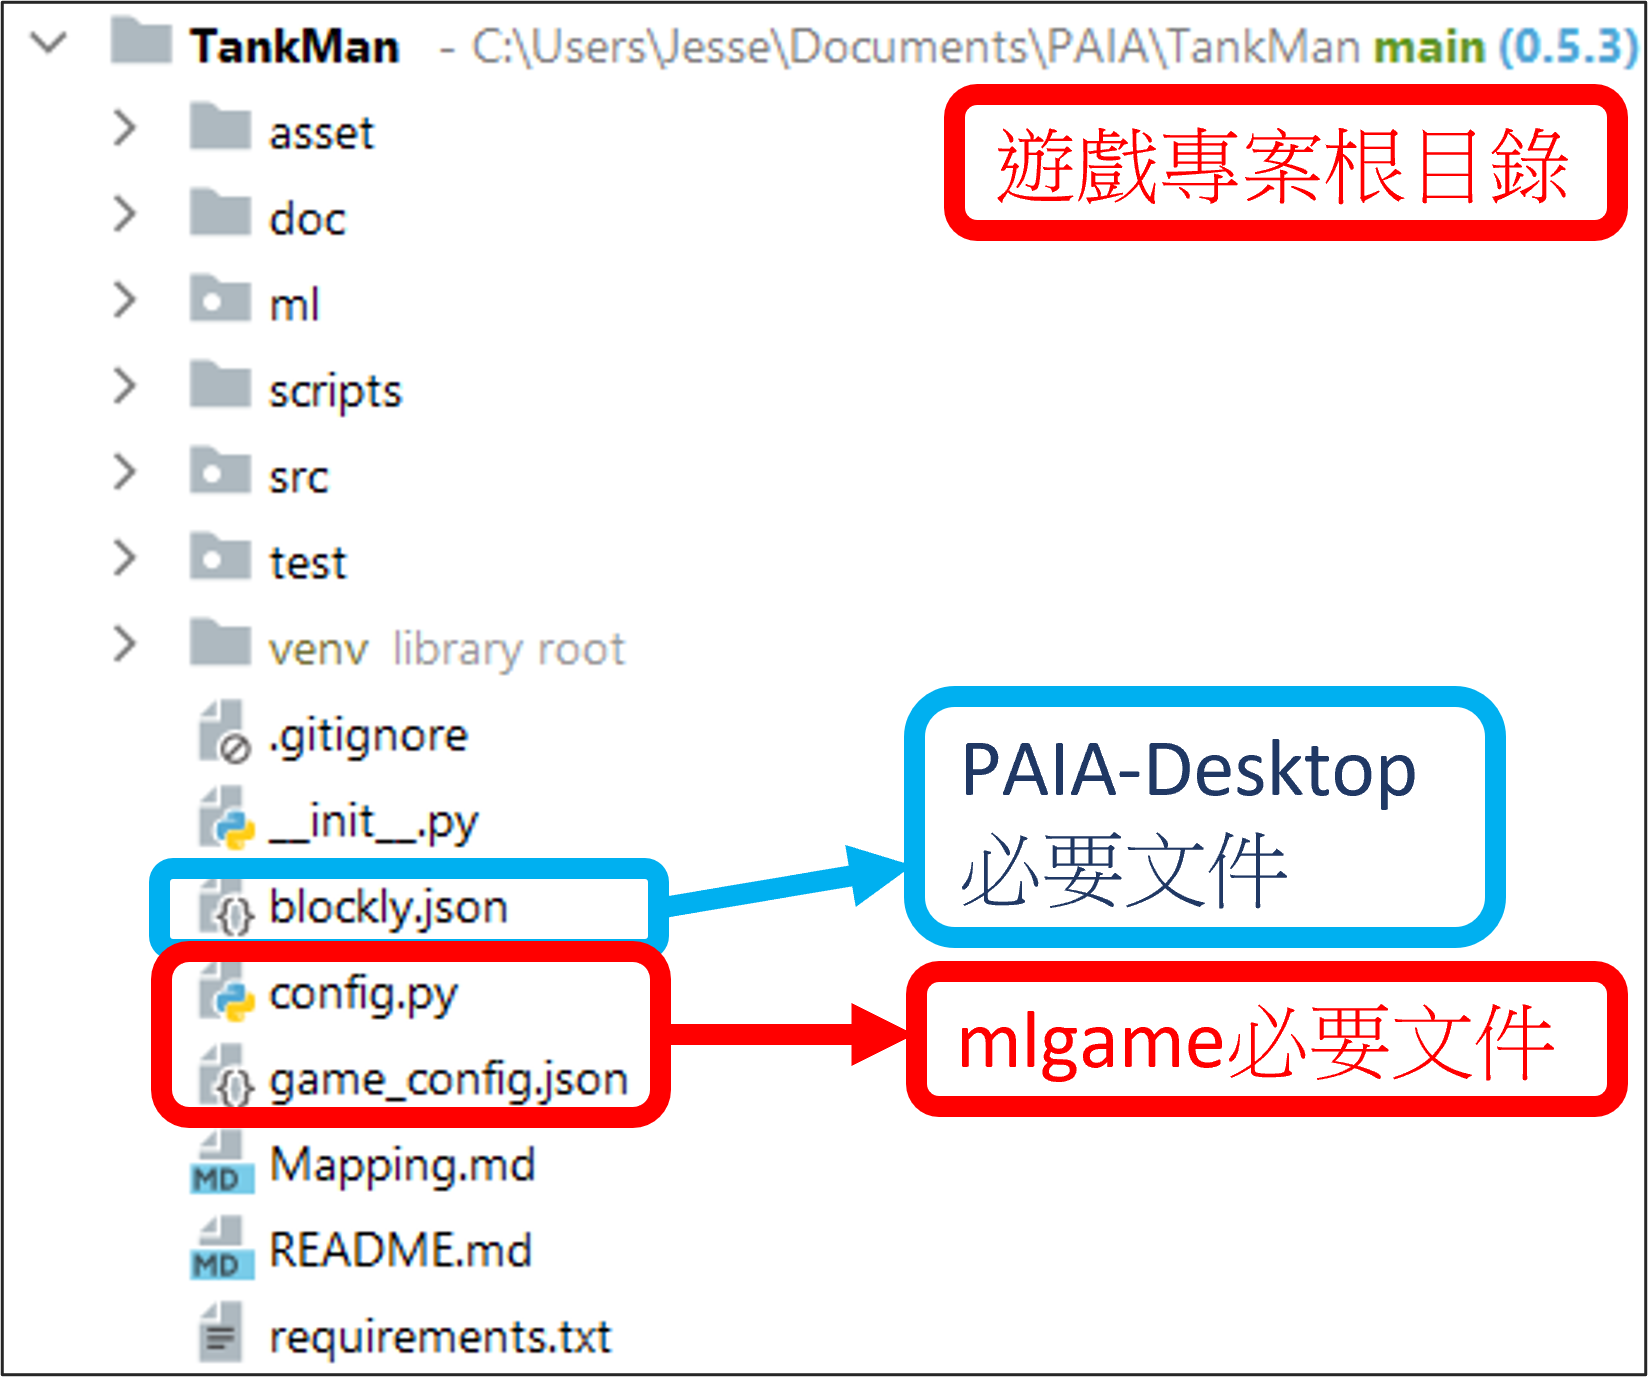 TankMan - C:\Users\Jesse\Documents\PAIA\TankMan main (0.5.3)
遊戲專案根目錄
asset
doc
ml
scripts
src
test
venv library root
.gitignore
__init__.py
PAIA-Desktop
必要文件
blockly.json
config.py
game_config.json
mlgame必要文件
MD Mapping.md
MD README.md
requirements.txt